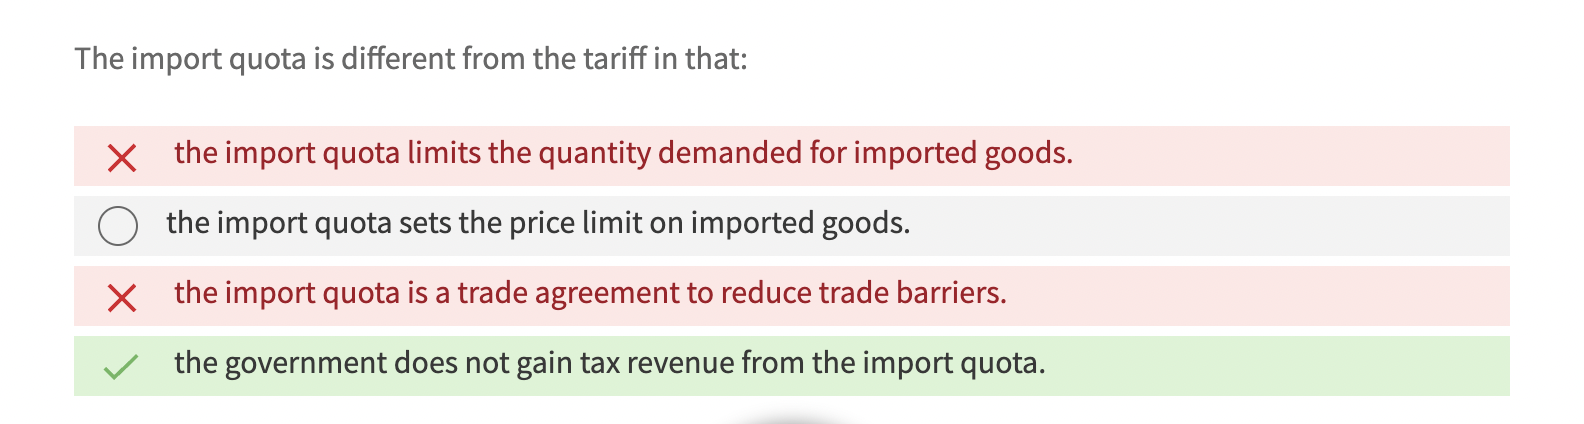 The import quota is different from the tariff in that:
the import quota limits the quantity demanded for imported goods.
the import quota sets the price limit on imported goods.
the import quota is a trade agreement to reduce trade barriers.
the government does not gain tax revenue from the import quota.